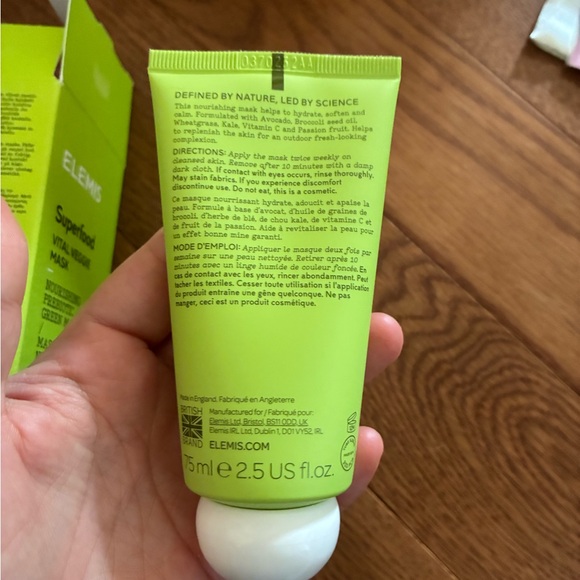 ELEMIS
Superfood
VITAL VEGGIE
MASK
DEFINED BY NATURE, LED BY SCIENCE
This nourishing mask helps to hydrate, soften and
calm. Formulated with Avocado, Broccoli seed oil,
Wheatgrass, Kale, Vitamin C and Passion fruit. Helps
to replenish the skin for an outdoor fresh-looking
complexion.
DIRECTIONS: Apply the mask twice weekly on
cleansed skin. Remove after 10 minutes with a damp
dark cloth. If contact with eyes occurs, rinse thoroughly.
May stain fabrics. If you experience discomfort
discontinue use. Do not eat, this is a cosmetic.
Ce masque nourrissant hydrate, adoucit et apaise la
peau. Formule à base d'avocat, d'huile de graines de
brocoli, d'herbe de blé, de chou kale, de vitamine C et
de fruit de la passion. Aide à revitaliser la peau pour
un effet bonne mine garanti.
MODE D'EMPLOI: Appliquer le masque deux fois par
semaine sur une peau nettoyée. Retirer après 10
minutes avec un linge humide de couleur foncée. En
cas de contact avec les yeux, rincer abondamment. Peut
tacher les textiles. Cesser toute utilisation si l'application
du produit entraîne une gêne quelconque. Ne pas
manger, ceci est un produit cosmétique.
Made in England. Fabriqué en Angleterre
BRITISH
BRAND
Manufactured for / Fabriqué pour:
Elemis Ltd, Bristol, BS11 0DQ, UK
Elemis IRL Ltd, Dublin 1, D01 VY52, IRL
ELEMIS.COM
75 ml e 2.5 US fl.oz.